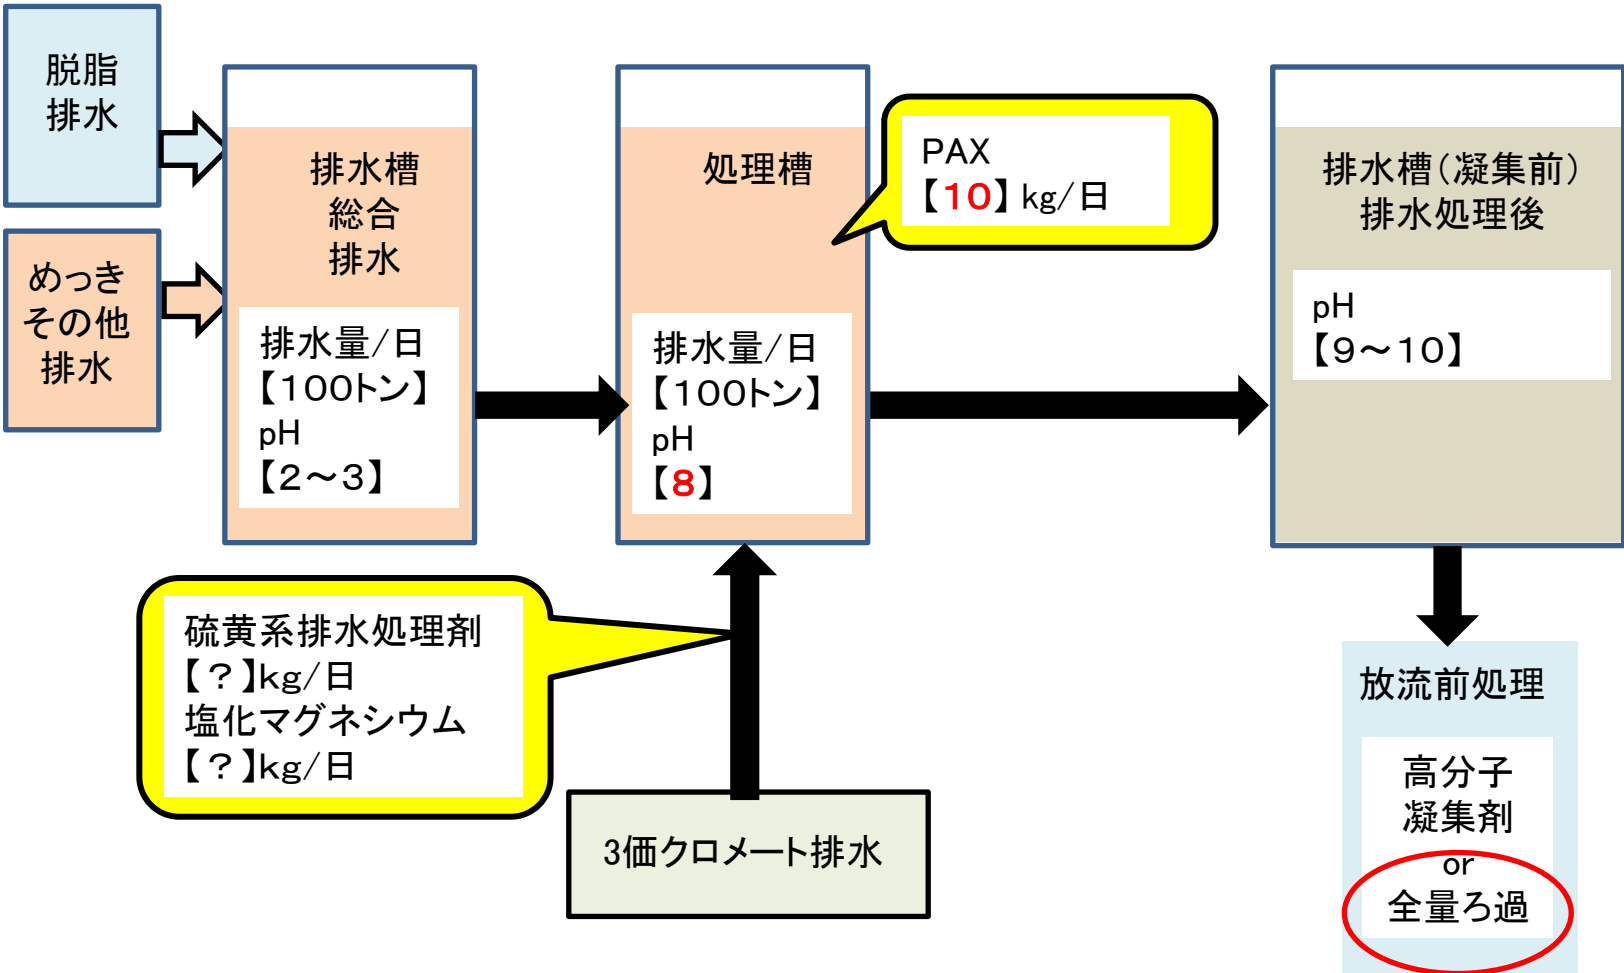 脱脂
排水
めっき
その他
排水
排水槽
総合
排水
排水量/日
【100トン】
pH
【2~3】
処理槽
排水量/日
【100トン】
pH
【8】
PAX
【10】kg/日
排水槽(凝集前)
排水処理後
pH
【9~10】
硫黄系排水処理剤
【?】kg/日
塩化マグネシウム
【?】kg/日
3価クロメート排水
放流前処理
高分子
凝集剤
or
全量ろ過